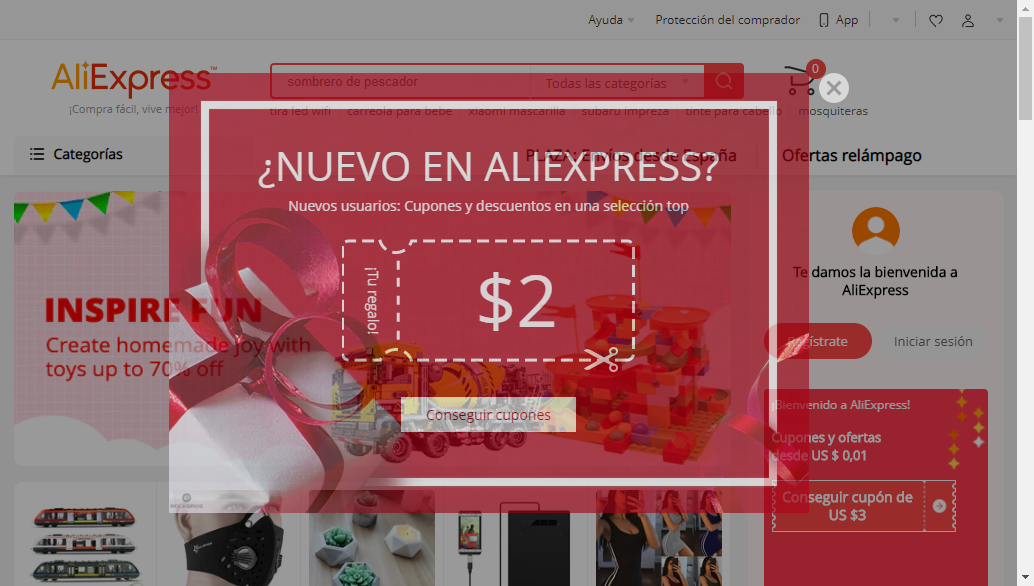 Ayuda
Protección del comprador
App
AliExpress™
¡Compra fácil, vive mejor!
sombrero de pescador
Todas las categorías
0
tira led wifi
carreola para bebe
xiaomi mascarilla
subaru impreza
tinte para cabello
mosquiteras
Categorías
PLAZA: Envíos desde España
Ofertas relámpago
¿NUEVO EN ALIEXPRESS?
Nuevos usuarios: Cupones y descuentos en una selección top
¡Tu regalo!
$2
Conseguir cupones
INSPIRE FUN
Create homemade joy with
toys up to 70% off
Te damos la bienvenida a
AliExpress
Regístrate
Iniciar sesión
¡Bienvenido a AliExpress!
Cupones y ofertas
desde US $ 0,01
Conseguir cupón de
US $3
ROCKBROS